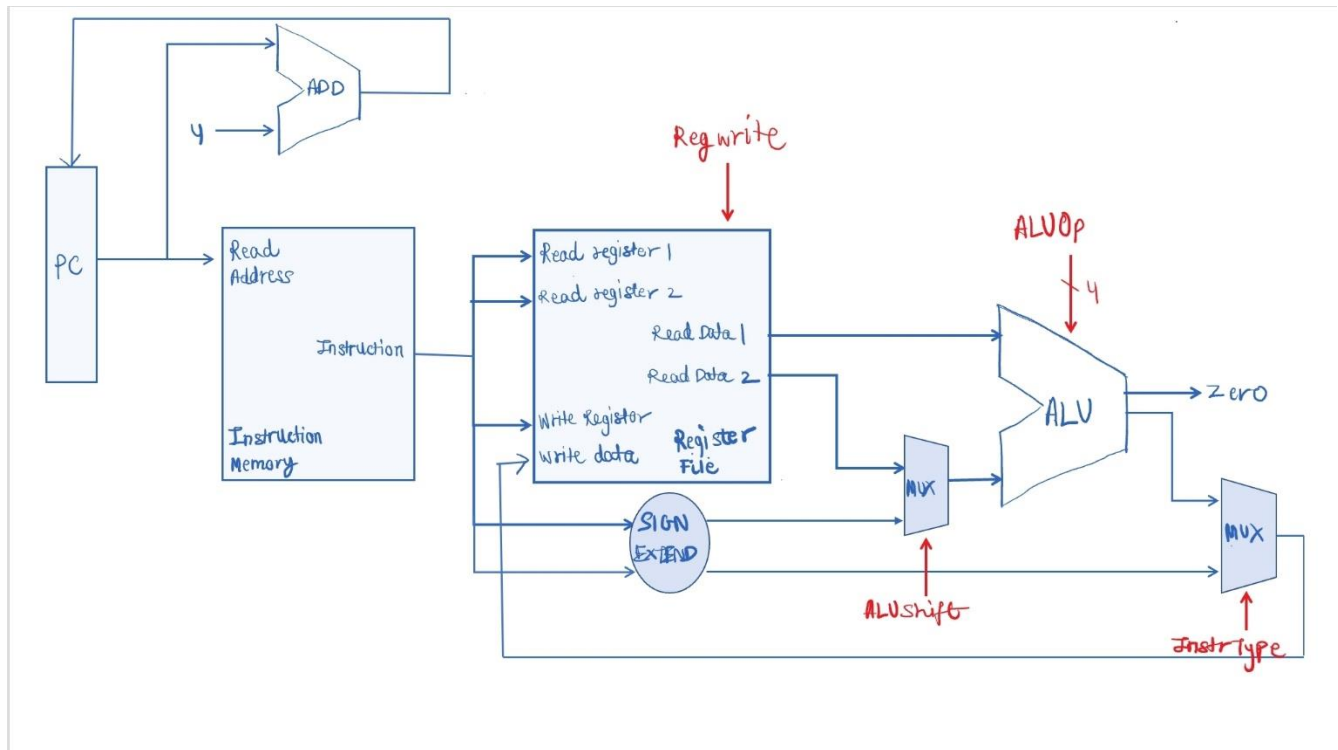 ADD
4
Regwrite
ALUOp
4
PC
Read
Address
Instruction
Instruction
Memory
Read register 1
Read register 2
Read Data 1
Read Data 2
Write Register
Write data
Register
File
ALU
Zero
MUX
SIGN
EXTEND
MUX
ALUshift
InstrType